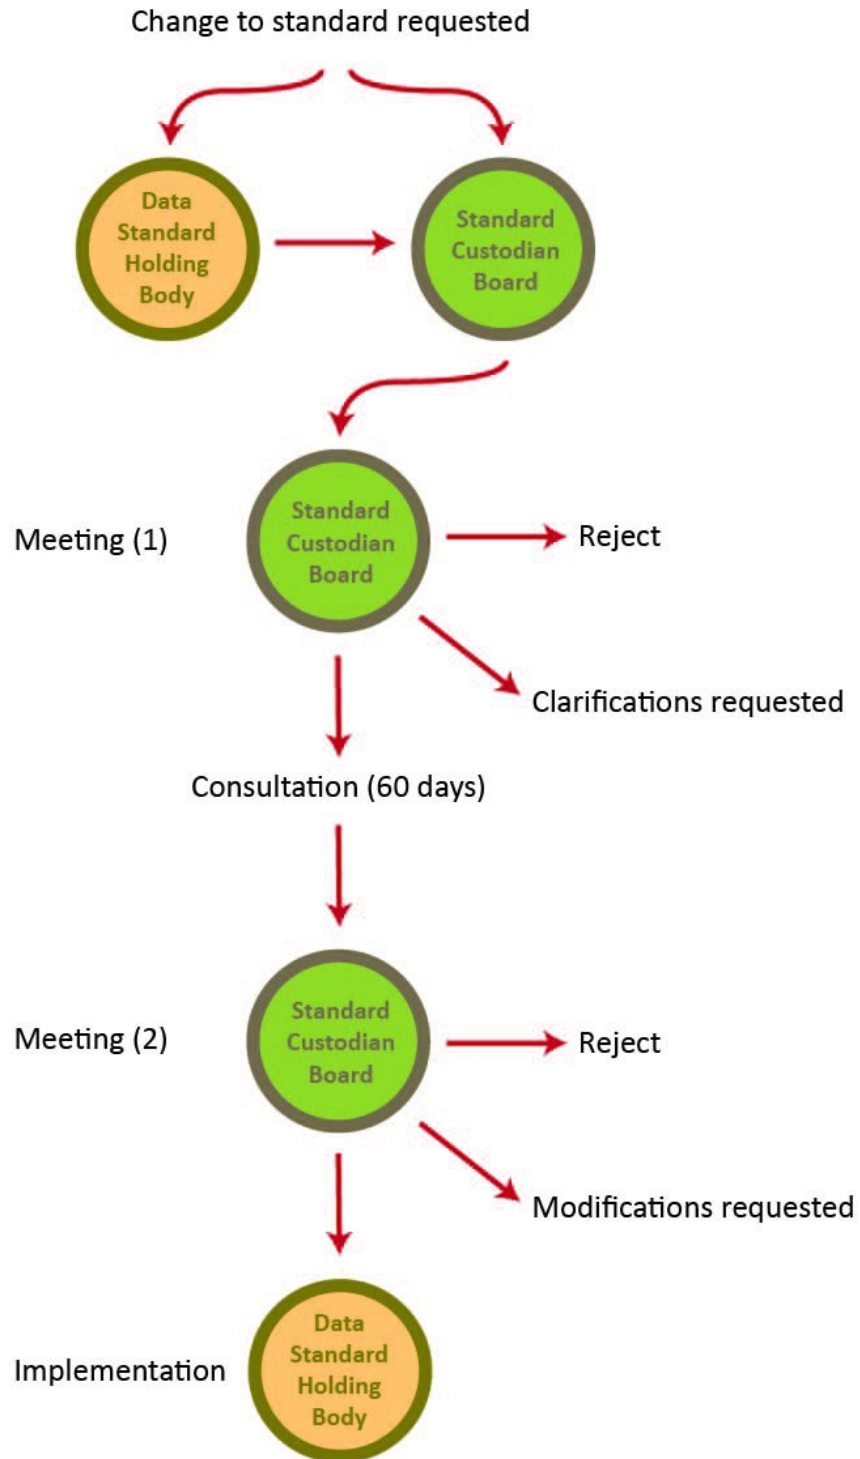 Change to standard requested
Data
Standard
Holding
Body
Standard
Custodian
Board
Meeting (1)
Standard
Custodian
Board
Reject
Clarifications requested
Consultation (60 days)
Meeting (2)
Standard
Custodian
Board
Reject
Modifications requested
Implementation
Data
Standard
Holding
Body